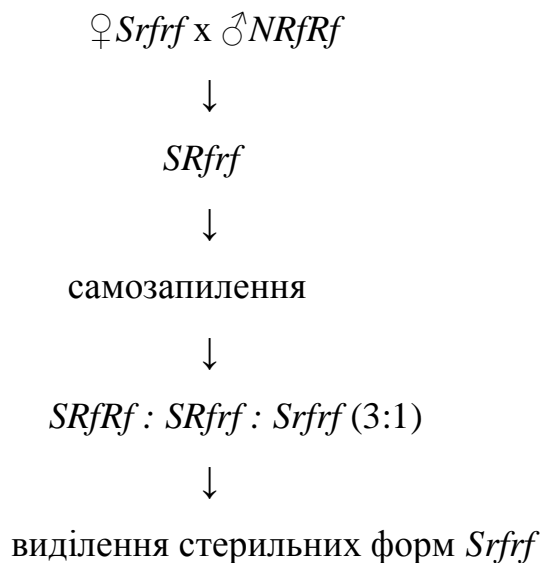 ♀Srfrf x ♂NRfRf
↓
SRfrf
↓
самозапилення
↓
SRfRf : SRfrf : Srfrf (3:1)
↓
виділення стерильних форм Srfrf